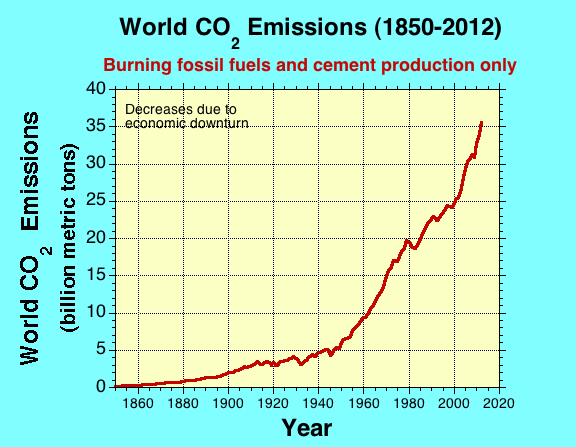 World CO2 Emissions (1850-2012)
Burning fossil fuels and cement production only
Decreases due to
economic downturn
World CO2 Emissions
(billion metric tons)
40
35
30
25
20
15
10
5
0
1860 1880 1900 1920 1940 1960 1980 2000 2020
Year